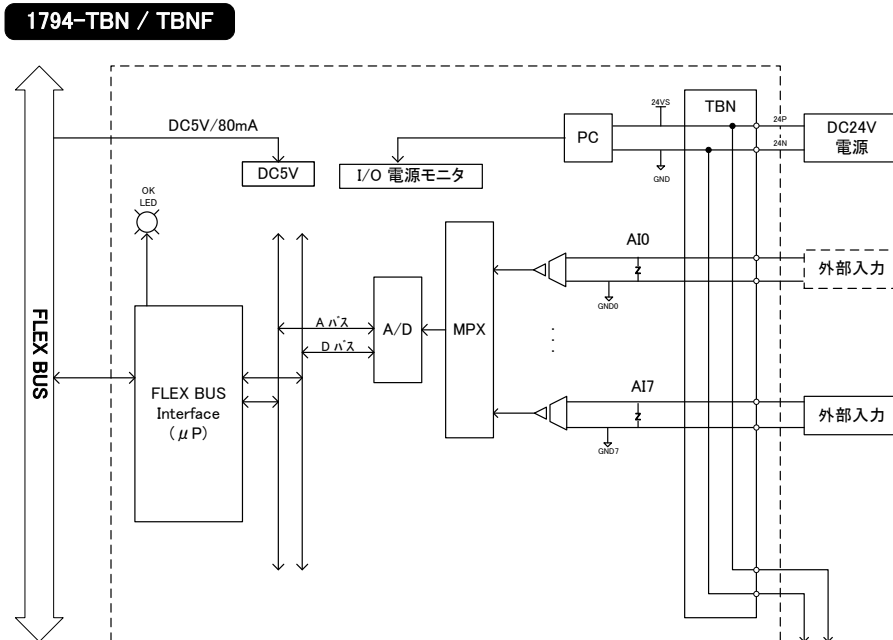 1794-TBN / TBNF
DC5V/80mA
DC5V
PC
I/O 電源モニタ
24VS
GND
TBN
24P
24N
DC24V
電源
OK
LED
FLEX BUS
FLEX BUS
Interface
(μP)
A バス
D バス
A/D
MPX
AI0
Z
GND0
外部入力
AI7
Z
GND7
外部入力